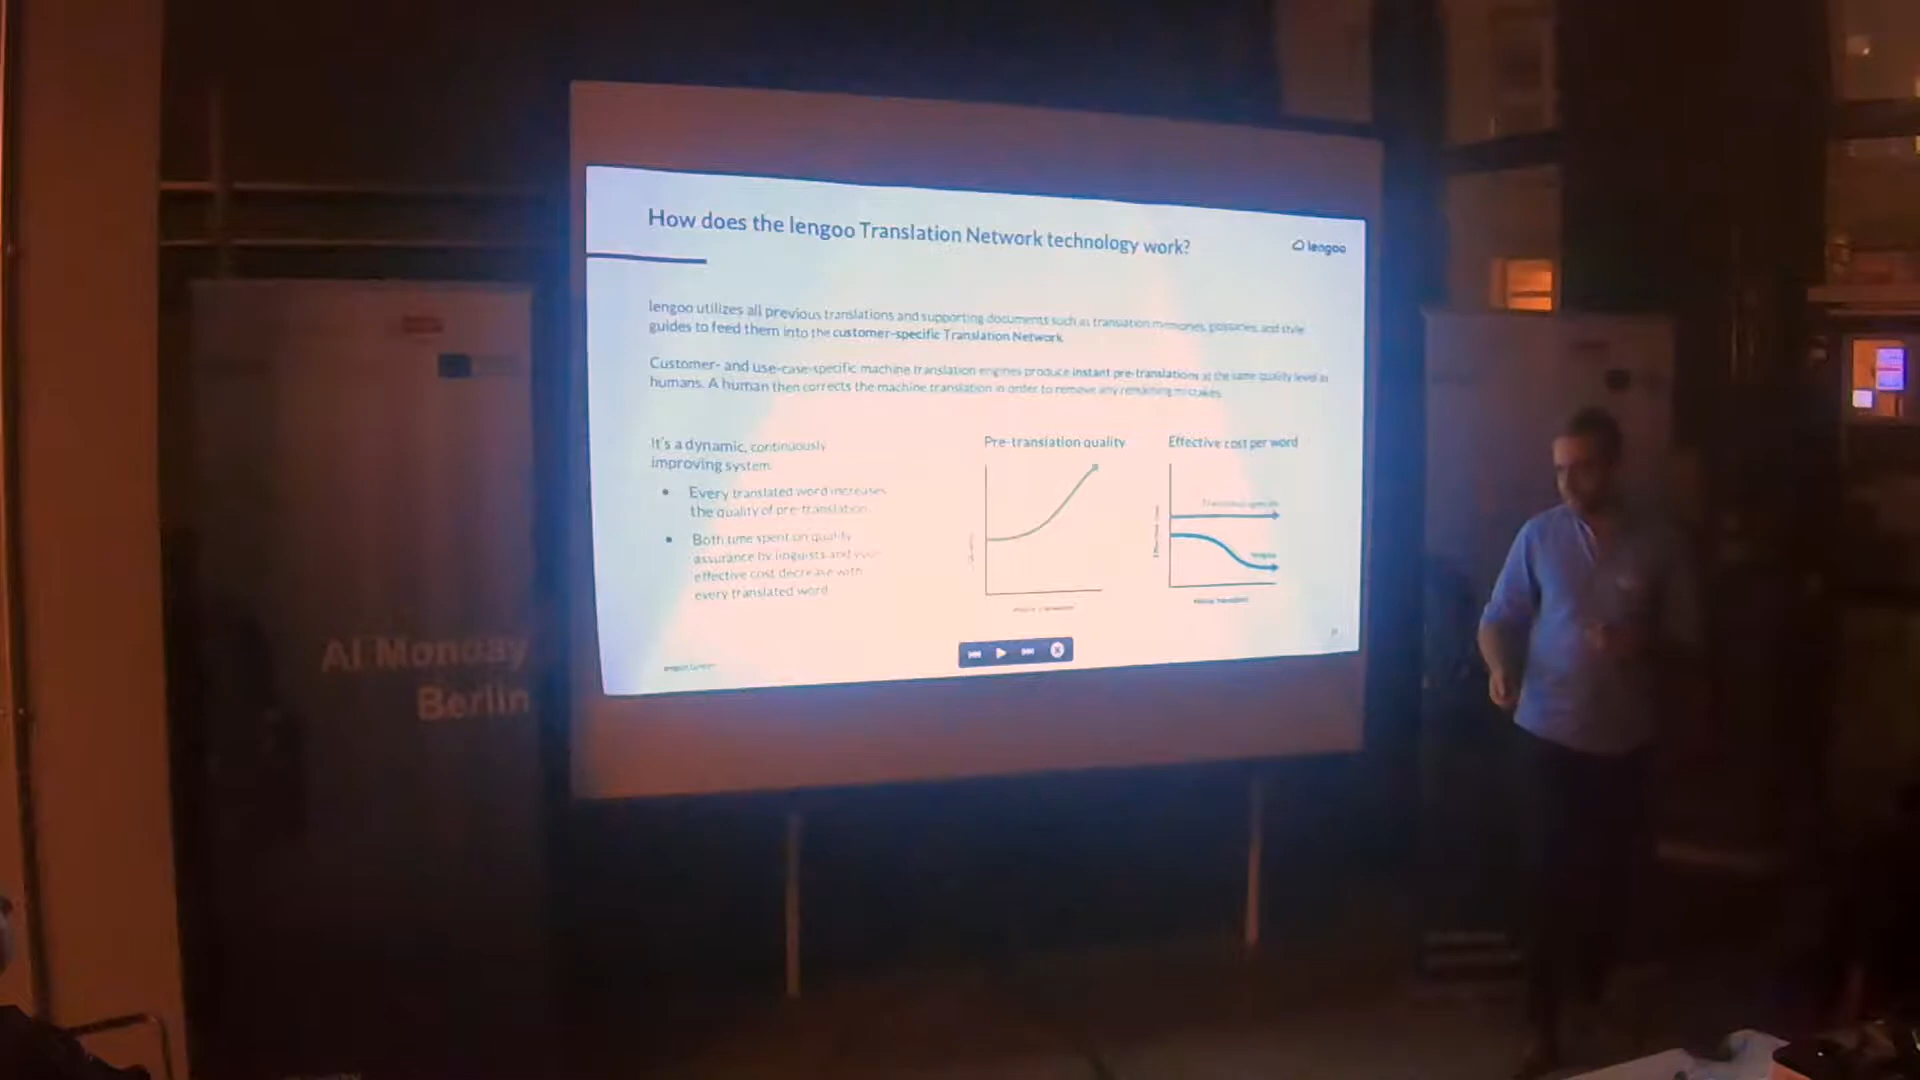 How does the lengoo Translation Network technology work?
lengoo
lengoo utilizes all previous translations and supporting documents such as translation memories, glossaries, and style
guides to feed them into the customer-specific Translation Network
Customer- and use-case-specific machine translation engines produce instant pre-translations at the same quality level as
humans. A human then corrects the machine translation in order to remove any remaining mistakes
It's a dynamic, continuously
improving system
• Every translated word increases
the quality of pre-translation
• Both time spent on quality
assurance by linguists and your
effective cost decrease with
every translated word
Pre-translation quality
Effective cost per word
lengoo
AI Monday
Berlin